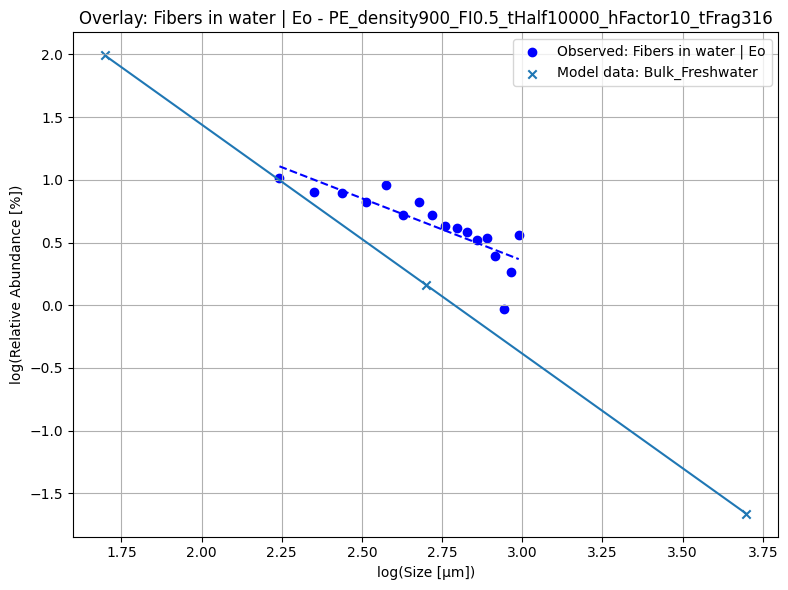 Overlay: Fibers in water | Eo - PE_density900_FI0.5_tHalf10000_hFactor10_tFrag316
Observed: Fibers in water | Eo
Model data: Bulk_Freshwater
log(Relative Abundance [%])
2.0
1.5
1.0
0.5
0.0
−0.5
−1.0
−1.5
1.75 2.00 2.25 2.50 2.75 3.00 3.25 3.50 3.75
log(Size [µm])